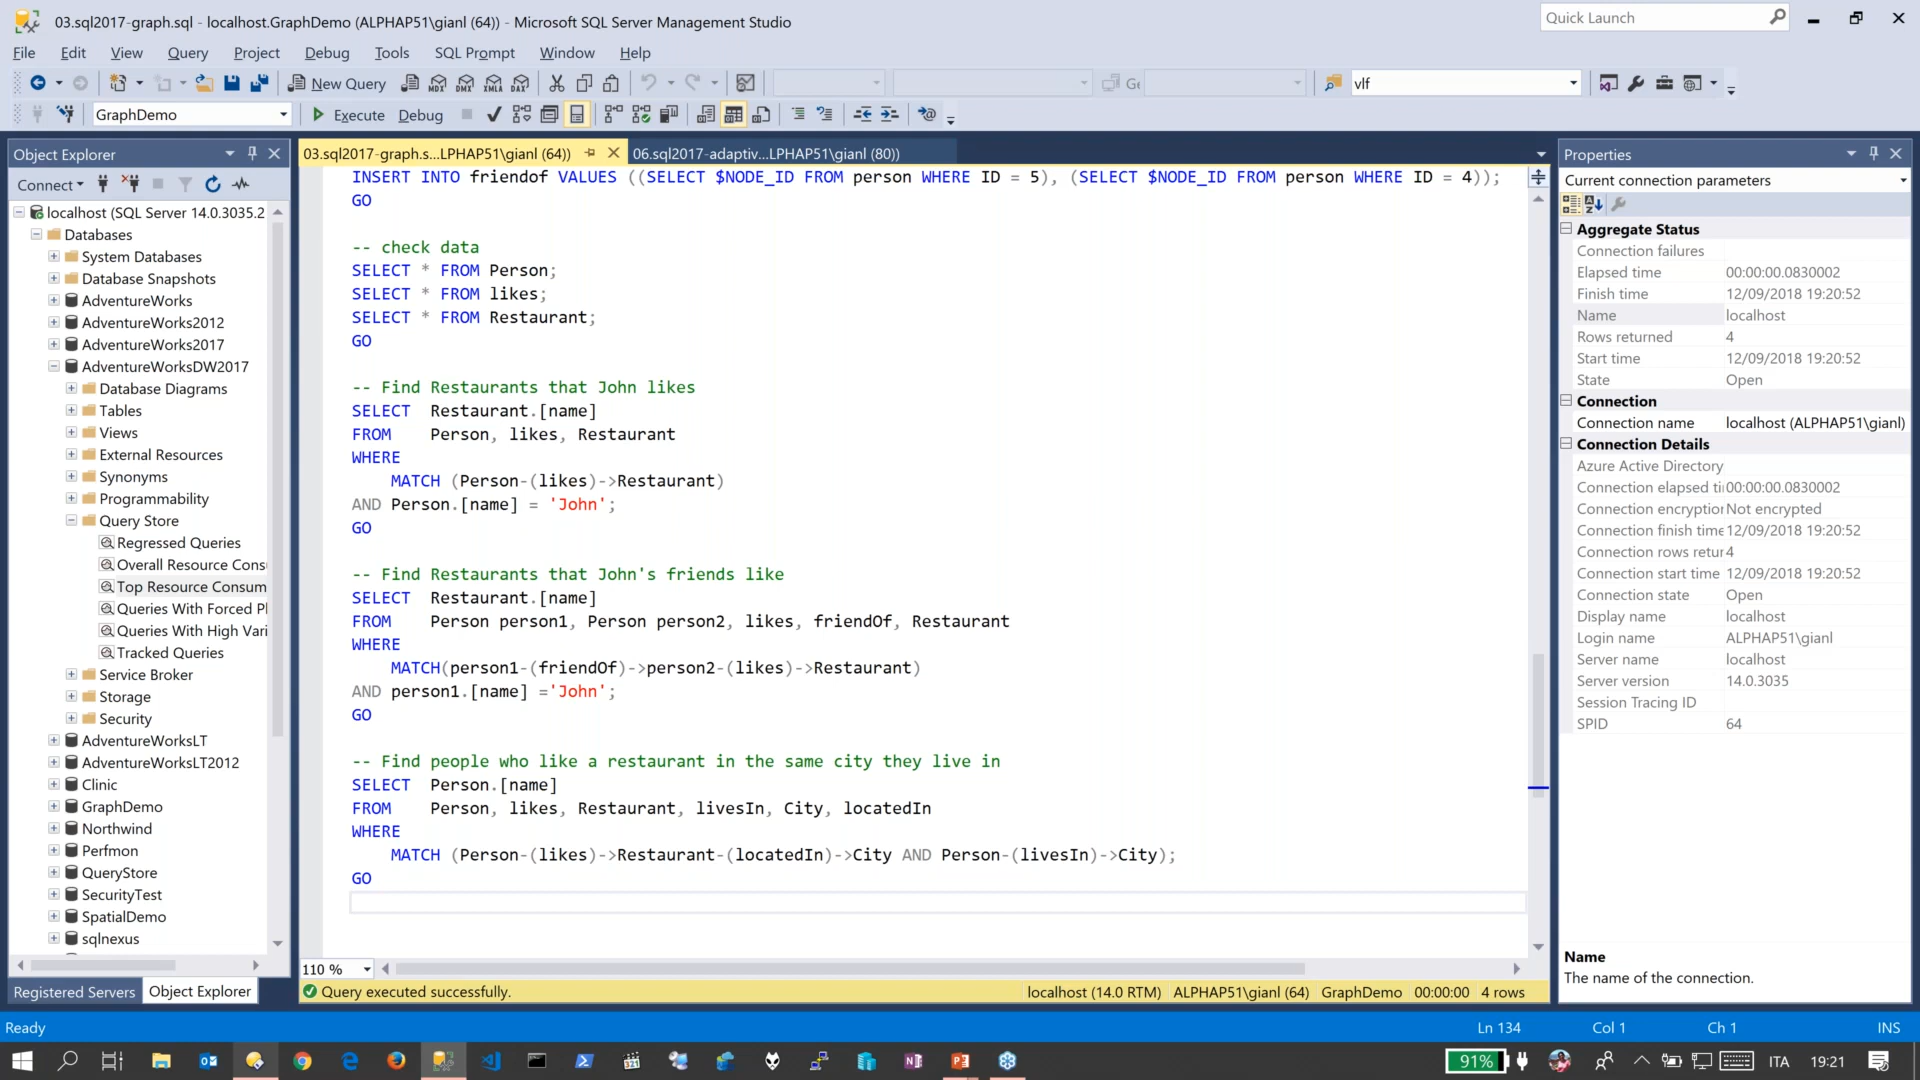 03.sql2017-graph.sql - localhost.GraphDemo (ALPHAP51\gianl (64)) - Microsoft SQL Server Management Studio
Quick Launch
File Edit View Query Project Debug Tools SQL Prompt Window Help
New Query MDX DMX XMLA DAX Ge vlf
GraphDemo Execute Debug
Object Explorer
Connect
localhost (SQL Server 14.0.3035.2
Databases
System Databases
Database Snapshots
AdventureWorks
AdventureWorks2012
AdventureWorks2017
AdventureWorksDW2017
Database Diagrams
Tables
Views
External Resources
Synonyms
Programmability
Query Store
Regressed Queries
Overall Resource Cons
Top Resource Consum
Queries With Forced Pl
Queries With High Vari
Tracked Queries
Service Broker
Storage
Security
AdventureWorksLT
AdventureWorksLT2012
Clinic
GraphDemo
Northwind
Perfmon
QueryStore
SecurityTest
SpatialDemo
sqlnexus
Registered Servers Object Explorer
03.sql2017-graph.s...LPHAP51\gianl (64)) 06.sql2017-adaptiv...LPHAP51\gianl (80))
INSERT INTO friendof VALUES ((SELECT $NODE_ID FROM person WHERE ID = 5), (SELECT $NODE_ID FROM person WHERE ID = 4));
GO
-- check data
SELECT * FROM Person;
SELECT * FROM likes;
SELECT * FROM Restaurant;
GO
-- Find Restaurants that John likes
SELECT Restaurant.[name]
FROM Person, likes, Restaurant
WHERE
MATCH (Person-(likes)->Restaurant)
AND Person.[name] = 'John';
GO
-- Find Restaurants that John's friends like
SELECT Restaurant.[name]
FROM Person person1, Person person2, likes, friendOf, Restaurant
WHERE
MATCH(person1-(friendOf)->person2-(likes)->Restaurant)
AND person1.[name] ='John';
GO
-- Find people who like a restaurant in the same city they live in
SELECT Person.[name]
FROM Person, likes, Restaurant, livesIn, City, locatedIn
WHERE
MATCH (Person-(likes)->Restaurant-(locatedIn)->City AND Person-(livesIn)->City);
GO
110 %
Query executed successfully. localhost (14.0 RTM) ALPHAP51\gianl (64) GraphDemo 00:00:00 4 rows
Properties
Current connection parameters
Aggregate Status
Connection failures
Elapsed time 00:00:00.0830002
Finish time 12/09/2018 19:20:52
Name localhost
Rows returned 4
Start time 12/09/2018 19:20:52
State Open
Connection
Connection name localhost (ALPHAP51\gianl)
Connection Details
Azure Active Directory
Connection elapsed ti 00:00:00.0830002
Connection encryption Not encrypted
Connection finish time 12/09/2018 19:20:52
Connection rows retur 4
Connection start time 12/09/2018 19:20:52
Connection state Open
Display name localhost
Login name ALPHAP51\gianl
Server name localhost
Server version 14.0.3035
Session Tracing ID
SPID 64
Name
The name of the connection.
Ready Ln 134 Col 1 Ch 1 INS
91% ITA 19:21